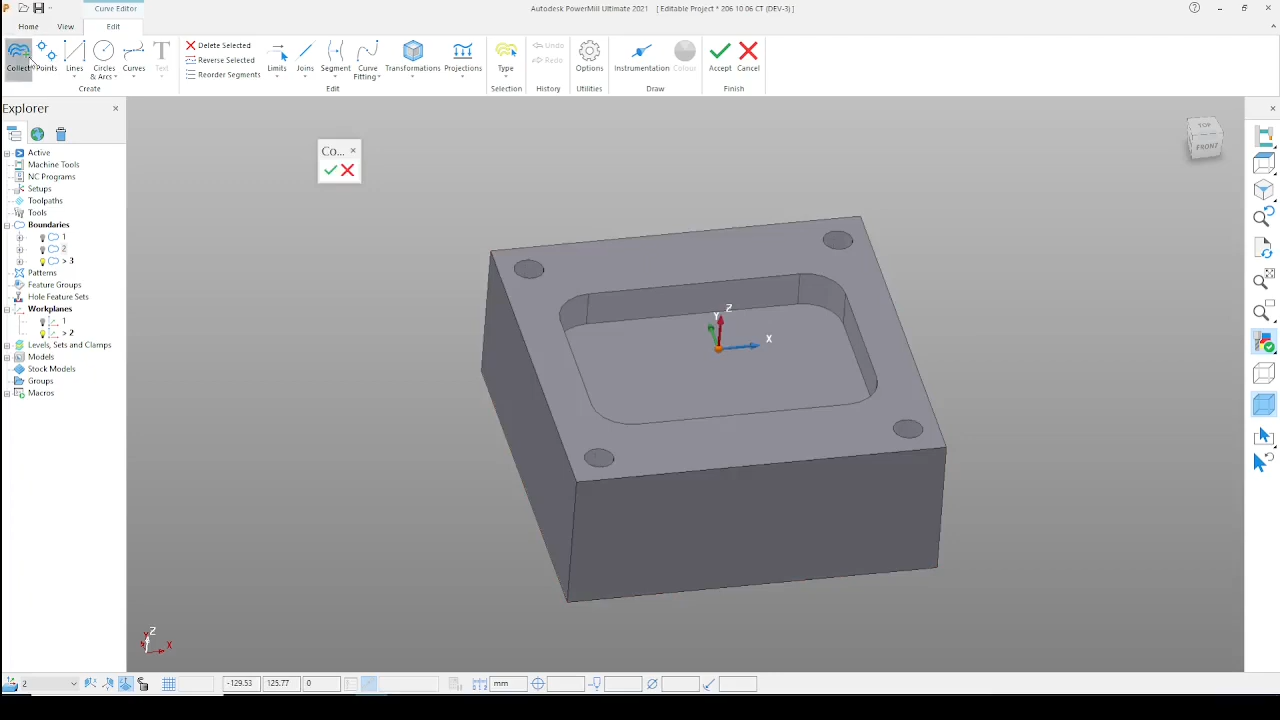 Curve Editor
Autodesk PowerMill Ultimate 2021 [ Editable Project * 206 10 06 CT (DEV-3) ]
Home View Edit
Collect Points Lines Circles & Arcs Curves Text
Delete Selected
Reverse Selected
Reorder Segments
Limits Joins Segment Curve Fitting Transformations Projections
Type
Undo
Redo
Options
Instrumentation Colour
Accept Cancel
Create Edit Selection History Utilities Draw Finish
Explorer
Active
Machine Tools
NC Programs
Setups
Toolpaths
Tools
Boundaries
1
2
> 3
Patterns
Feature Groups
Hole Feature Sets
Workplanes
1
> 2
Levels, Sets and Clamps
Models
Stock Models
Groups
Macros
Co...
TOP
FRONT
Z
Y
X
Z
Y
X
2 -129.53 125.77 0 mm